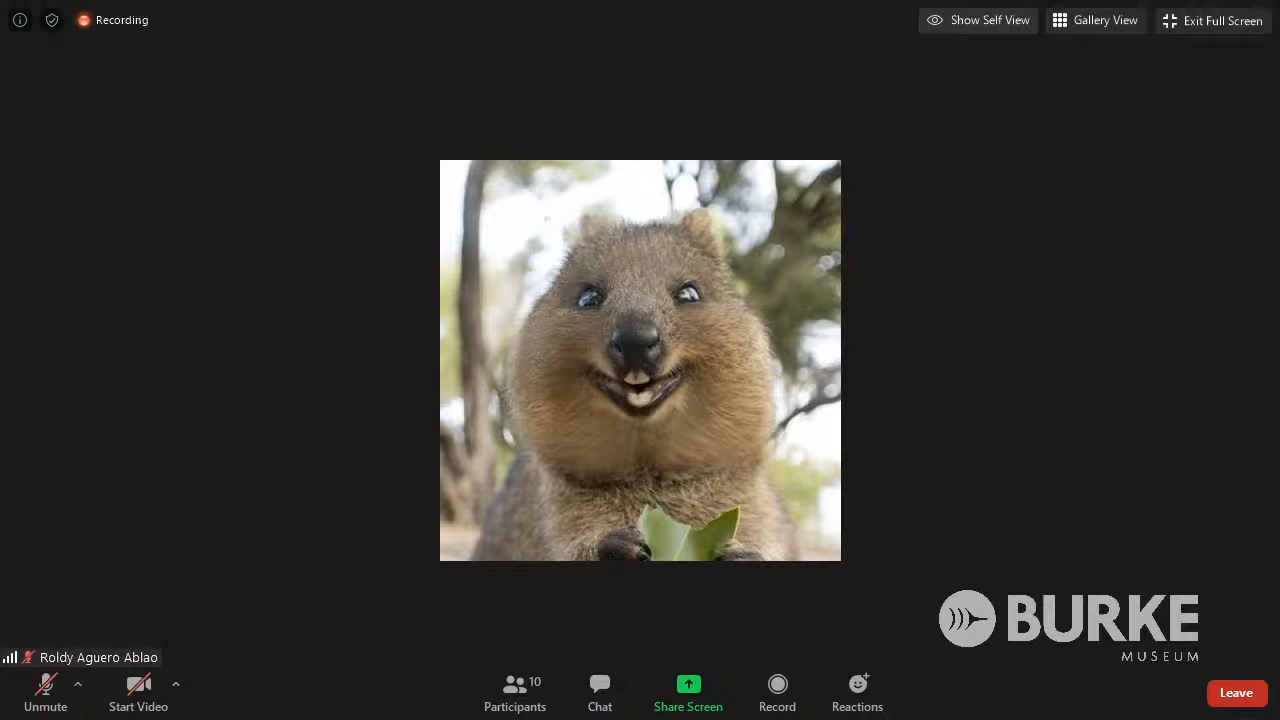 Recording
Show Self View
Gallery View
Exit Full Screen
BURKE
MUSEUM
Roldy Aguero Ablao
Unmute
Start Video
10
Participants
Chat
Share Screen
Record
Reactions
Leave